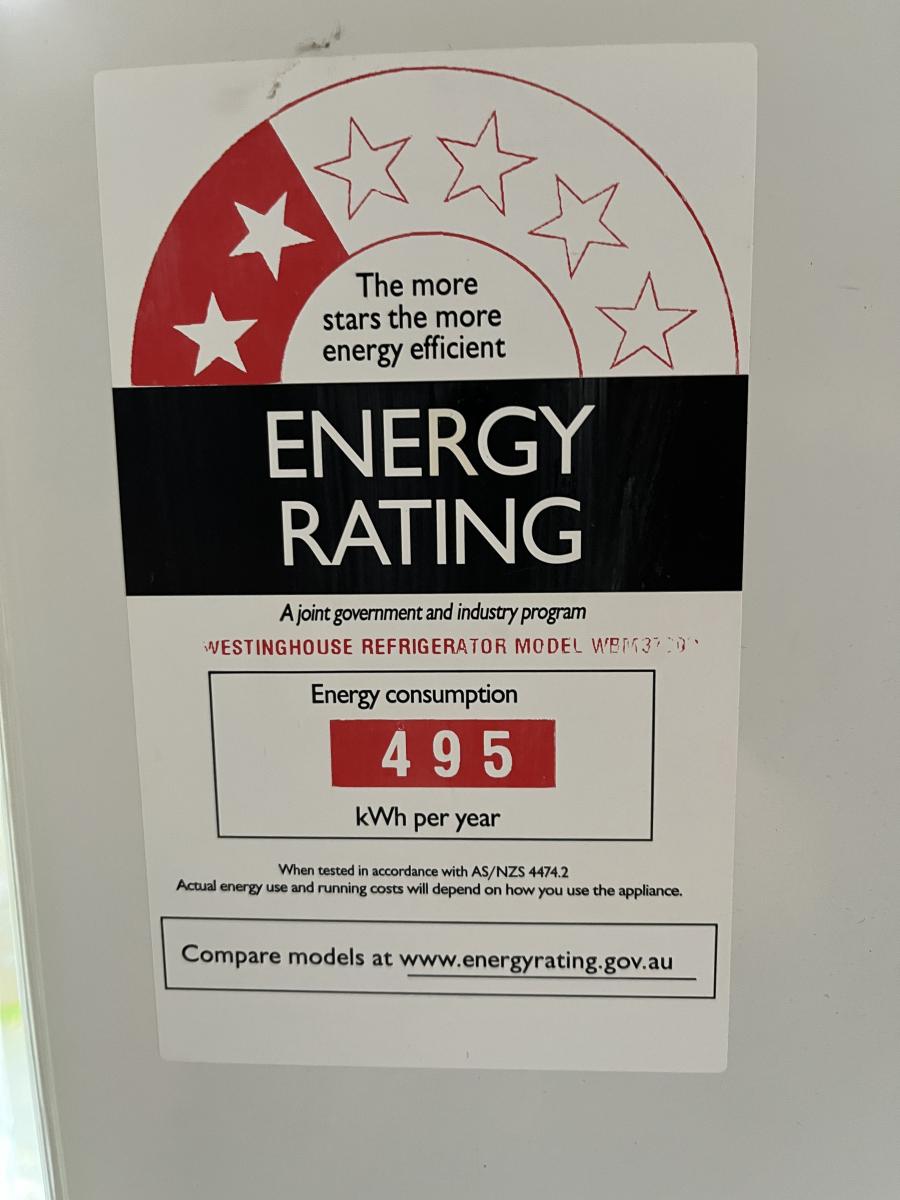 The more
stars the more
energy efficient
ENERGY
RATING
A joint government and industry program
WESTINGHOUSE REFRIGERATOR MODEL
Energy consumption
495
kWh per year
When tested in accordance with AS/NZS 4474.2
Actual energy use and running costs will depend on how you use the appliance.
Compare models at www.energyrating.gov.au